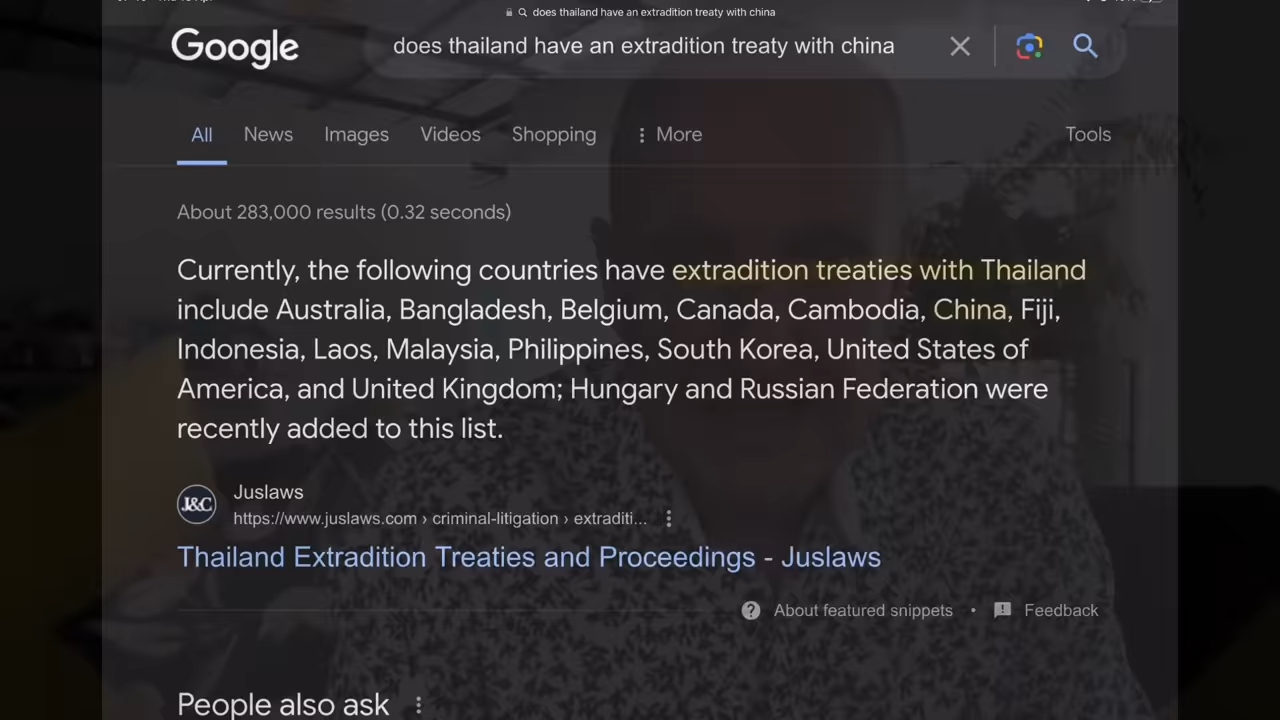 does thailand have an extradition treaty with china
Google
does thailand have an extradition treaty with china
All News Images Videos Shopping More Tools
About 283,000 results (0.32 seconds)
Currently, the following countries have extradition treaties with Thailand
include Australia, Bangladesh, Belgium, Canada, Cambodia, China, Fiji,
Indonesia, Laos, Malaysia, Philippines, South Korea, United States of
America, and United Kingdom; Hungary and Russian Federation were
recently added to this list.
J&C
Juslaws
https://www.juslaws.com › criminal-litigation › extraditi...
Thailand Extradition Treaties and Proceedings - Juslaws
About featured snippets • Feedback
People also ask